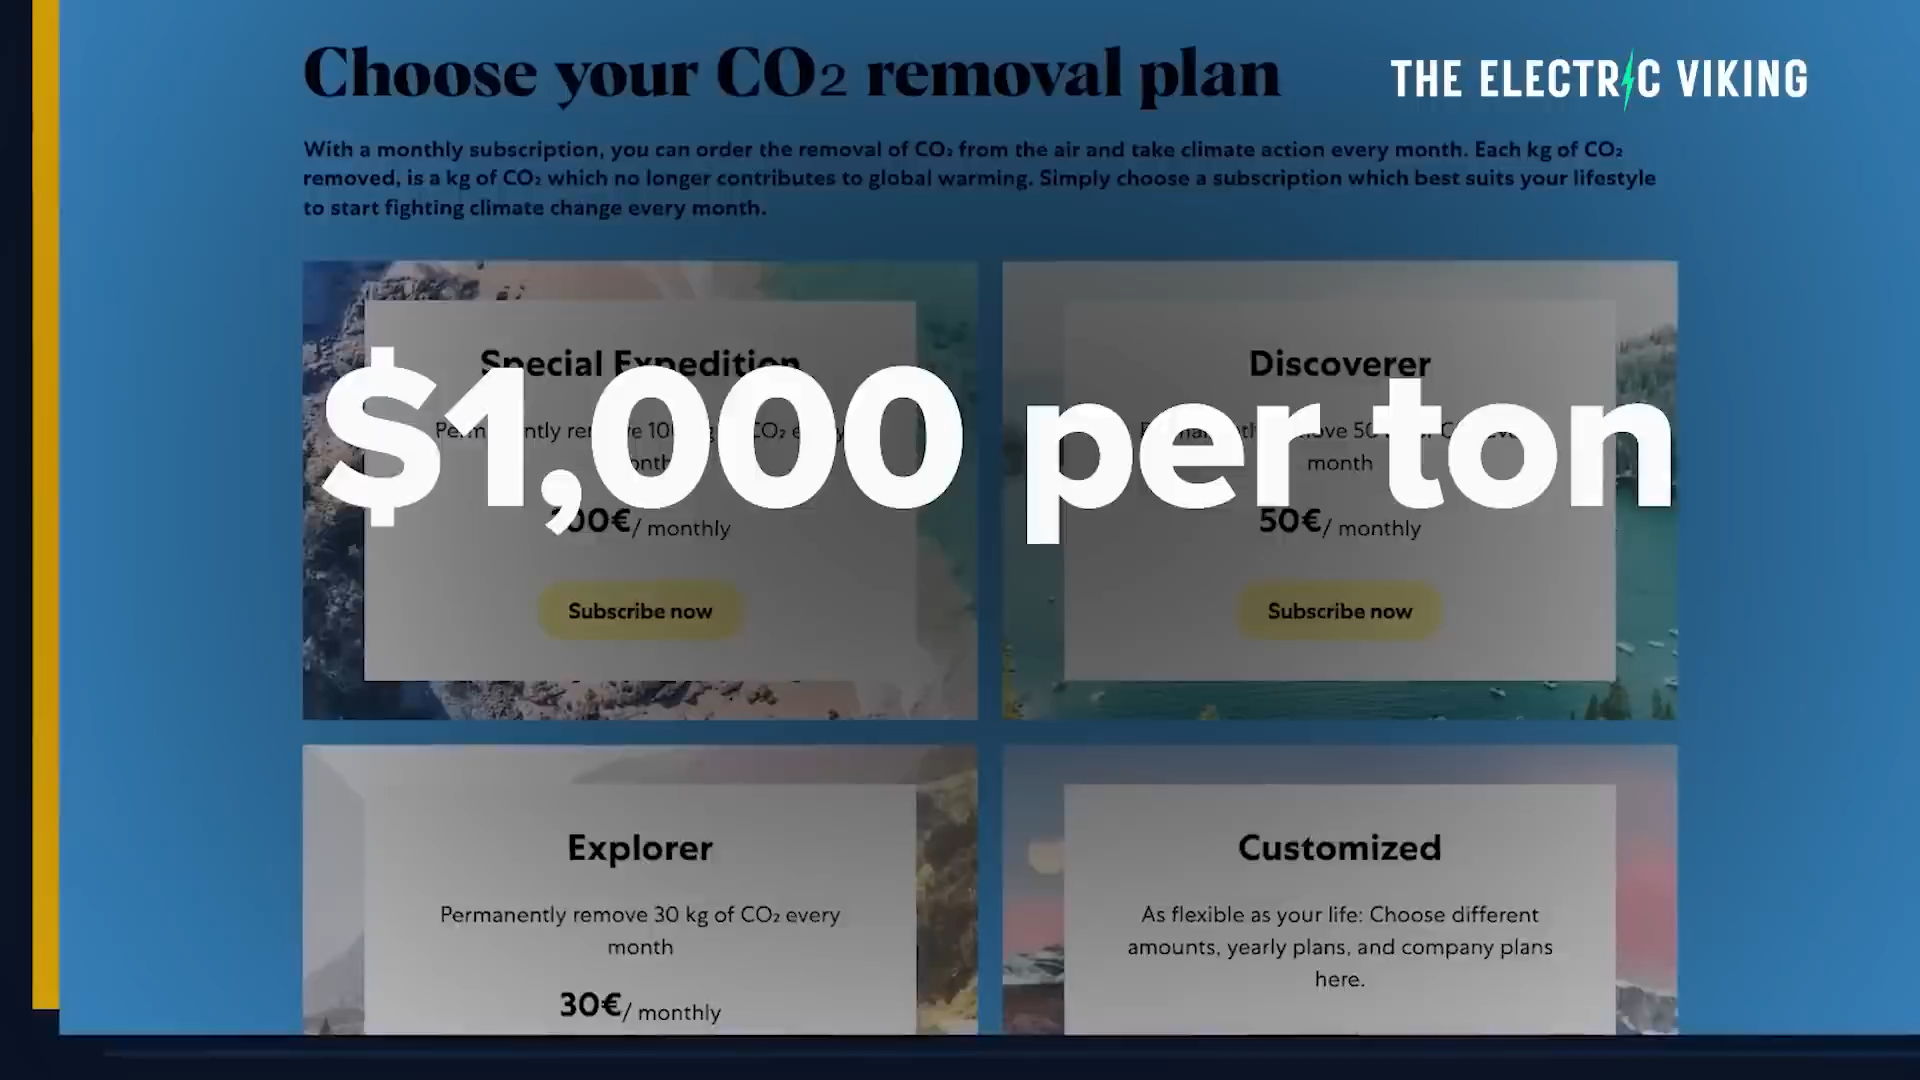 Choose your CO₂ removal plan
THE ELECTRIC VIKING
With a monthly subscription, you can order the removal of CO₂ from the air and take climate action every month. Each kg of CO₂
removed, is a kg of CO₂ which no longer contributes to global warming. Simply choose a subscription which best suits your lifestyle
to start fighting climate change every month.
Special Expedition
Discoverer
$1,000 per ton
month
/ monthly
50€/ monthly
Subscribe now
Subscribe now
Explorer
Customized
Permanently remove 30 kg of CO₂ every
month
As flexible as your life: Choose different
amounts, yearly plans, and company plans
here.
30€/ monthly